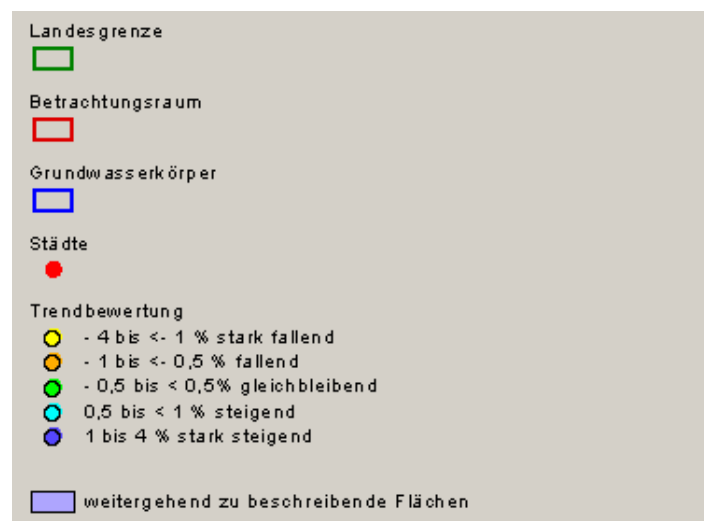 Landesgrenze
Betrachtungsraum
Grundwasserkörper
Städte
Trendbewertung
- 4 bis <- 1 % stark fallend
- 1 bis <- 0,5 % fallend
- 0,5 bis < 0,5% gleichbleibend
0,5 bis < 1 % steigend
1 bis 4 % stark steigend
weitergehend zu beschreibende Flächen